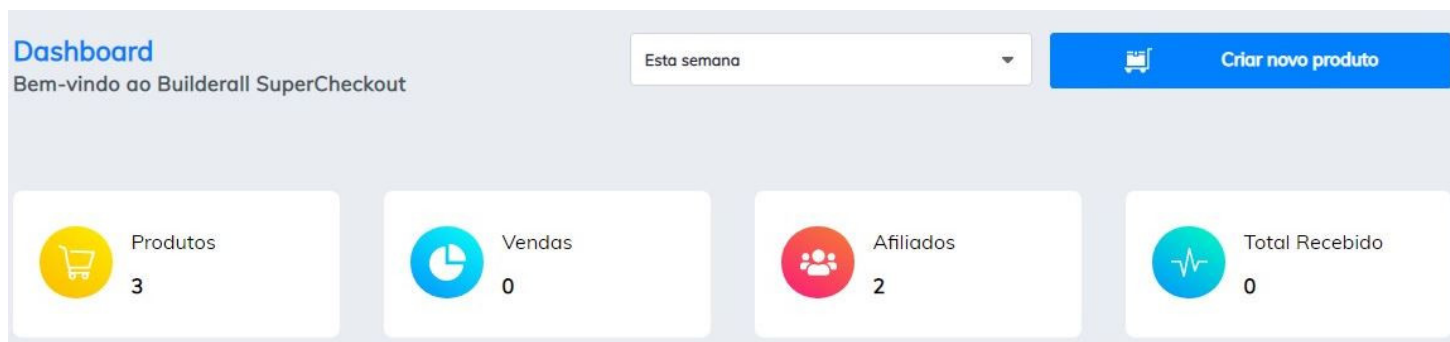 Dashboard
Bem-vindo ao Builderall SuperCheckout
Esta semana
Criar novo produto
Produtos
3
Vendas
0
Afiliados
2
Total Recebido
0